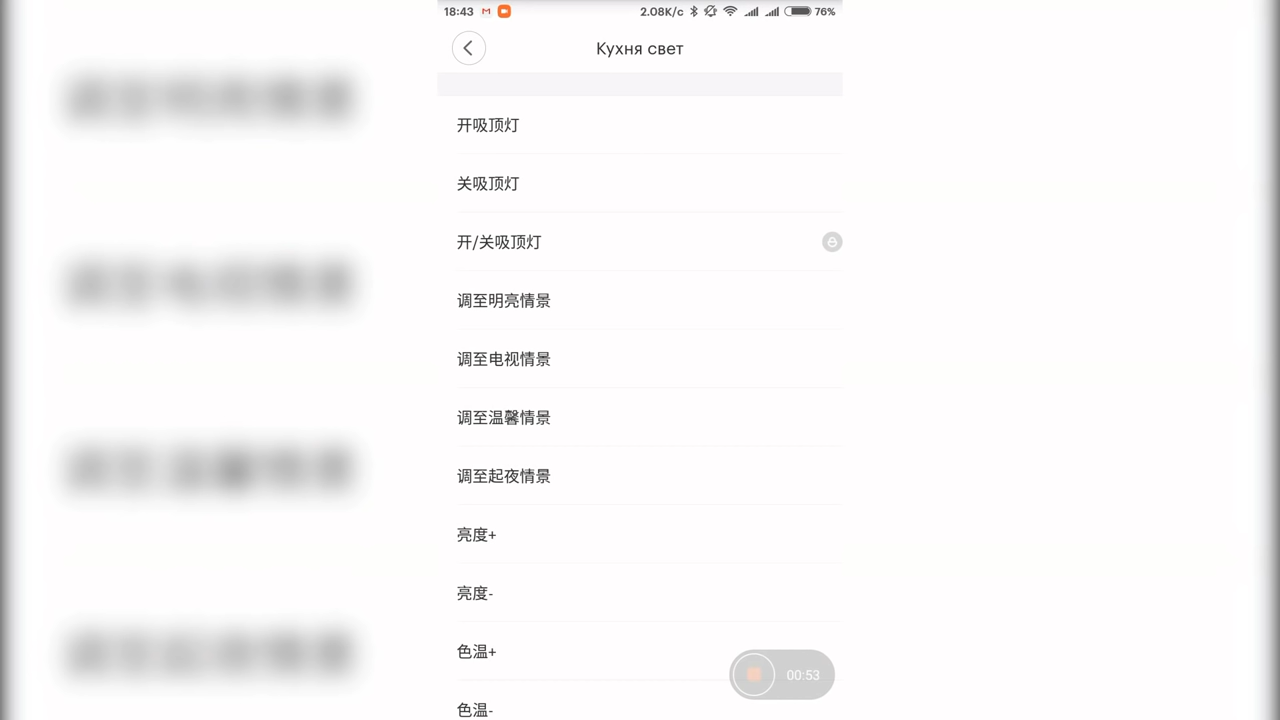 18:43 2.08K/c 76%
Кухня свет
开吸顶灯
关吸顶灯
开/关吸顶灯
调至明亮情景
调至电视情景
调至温馨情景
调至起夜情景
亮度+
亮度-
色温+
00:53
色温-